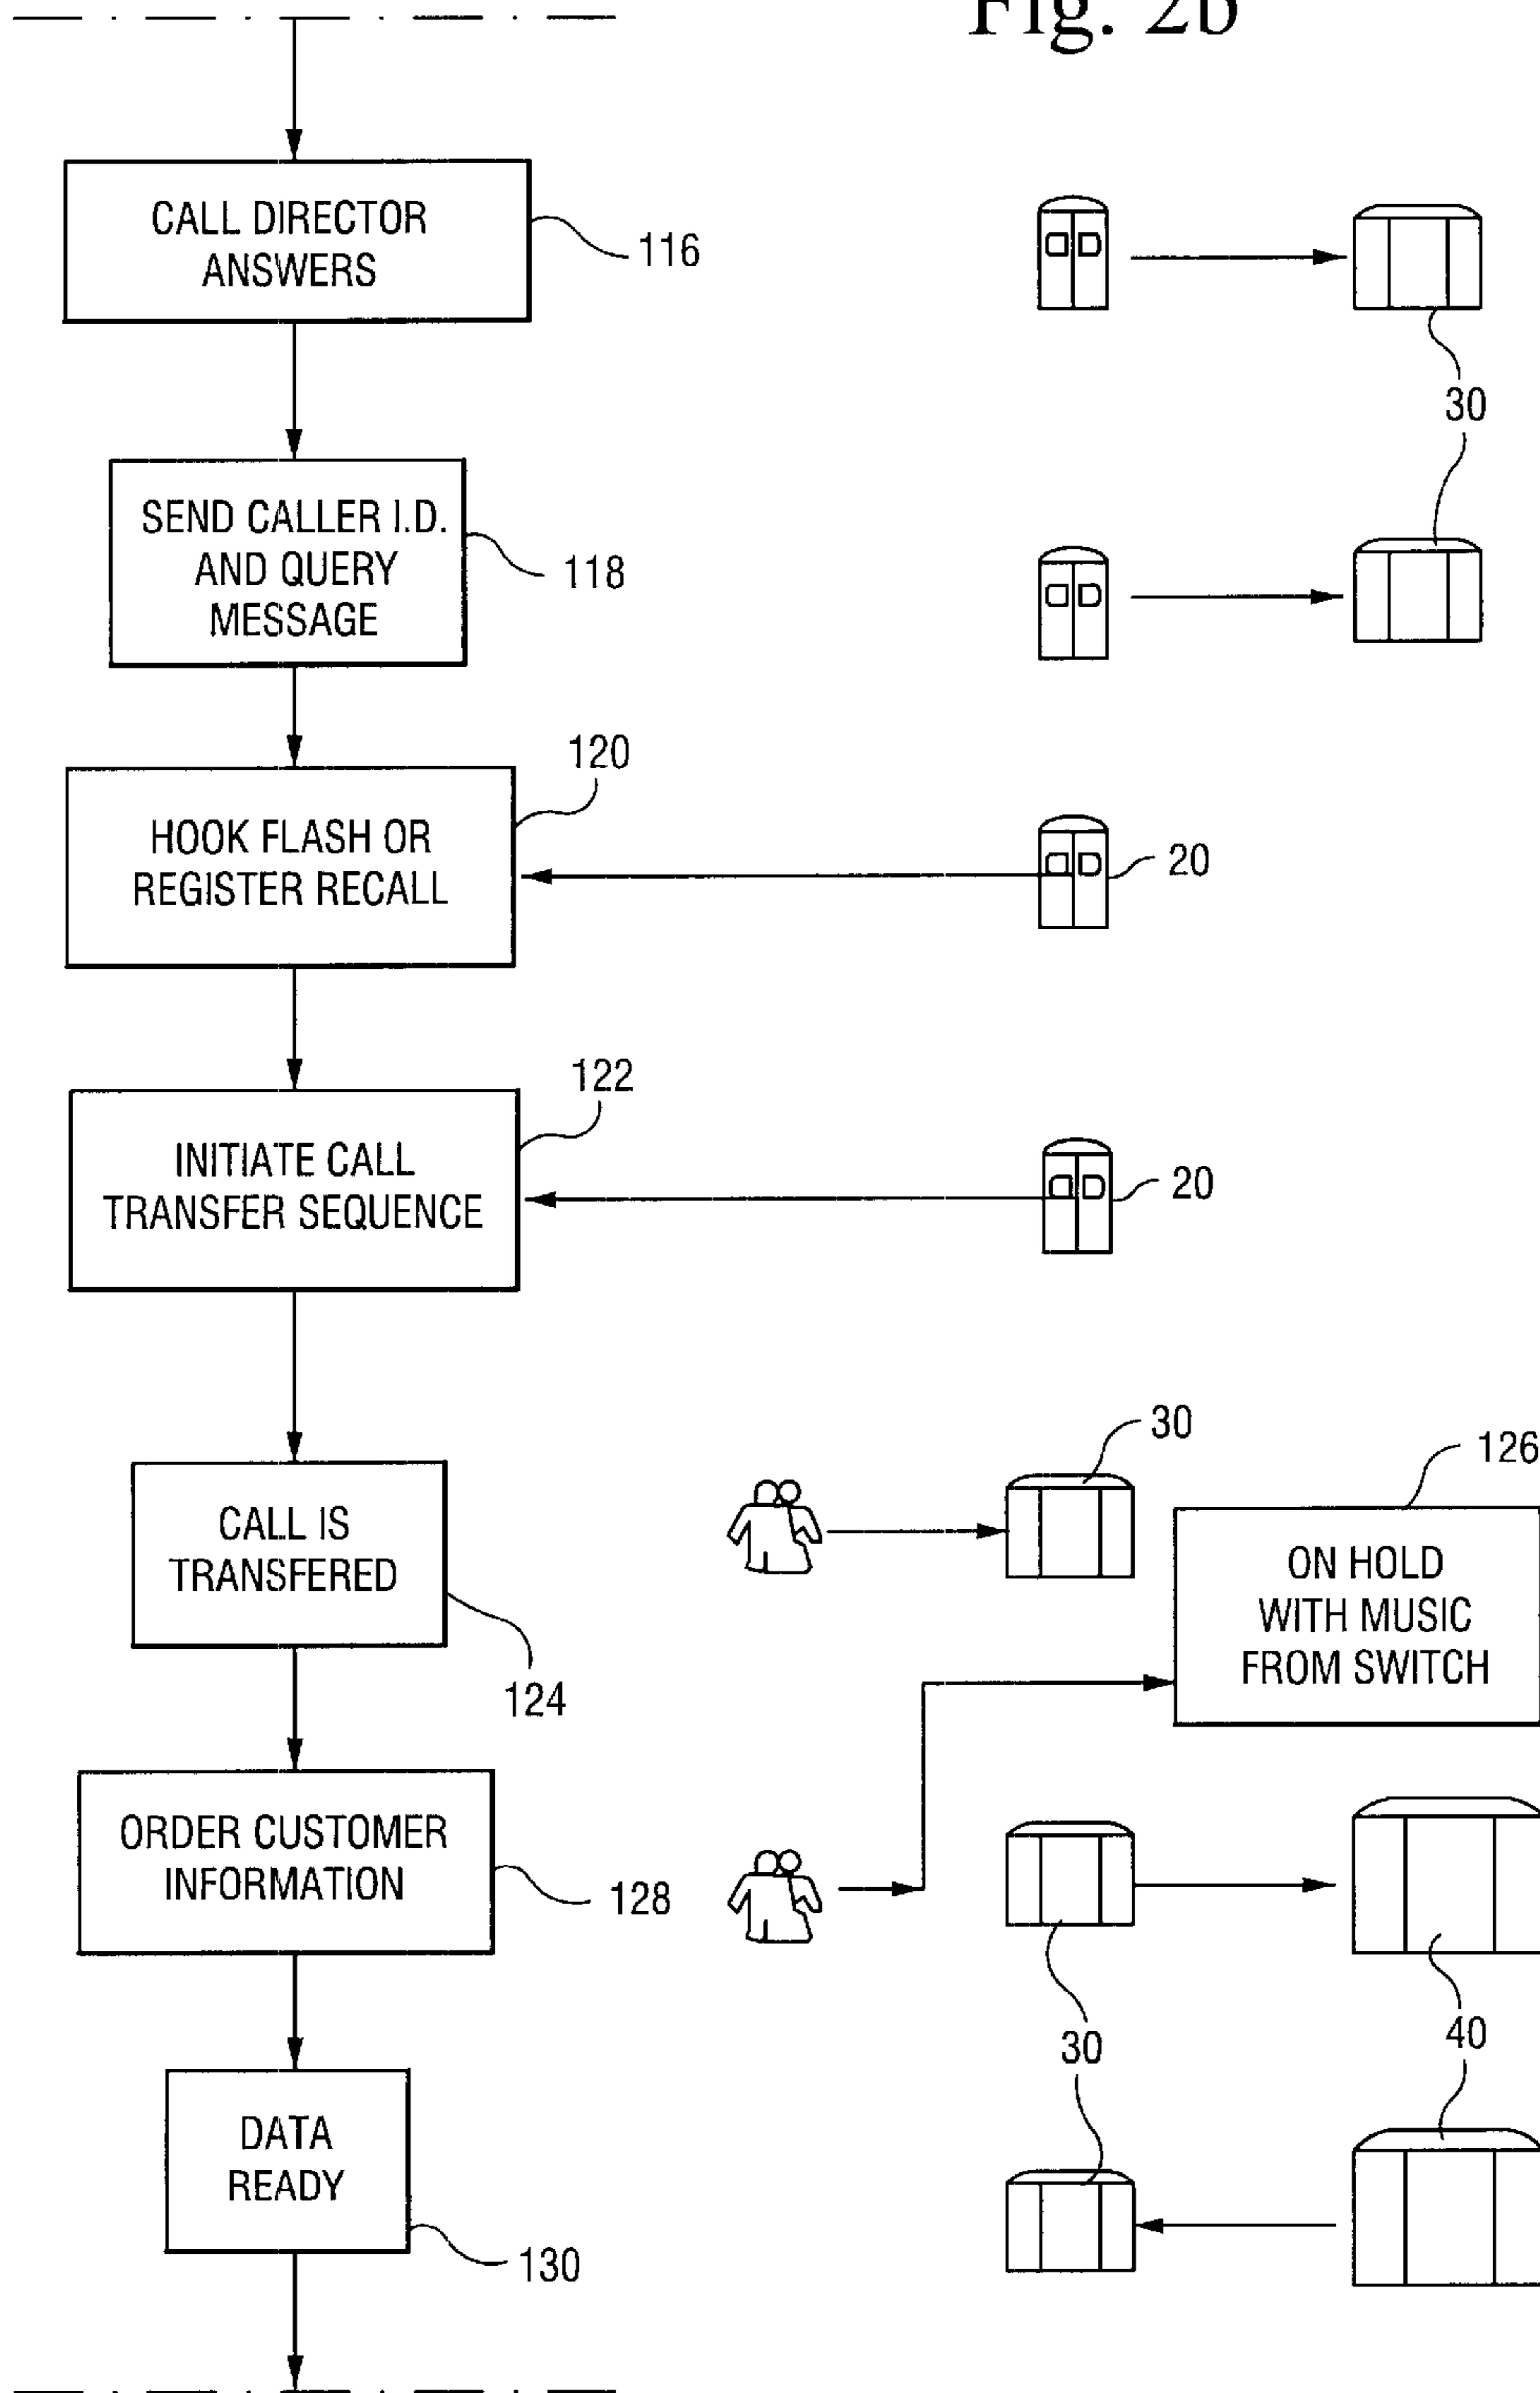 Fig. 2b
CALL DIRECTOR
ANSWERS
116
30
SEND CALLER I.D.
AND QUERY
MESSAGE
118
120
HOOK FLASH OR
REGISTER RECALL
20
122
INITIATE CALL
TRANSFER SEQUENCE
20
30
126
CALL IS
TRANSFERED
124
ON HOLD
WITH MUSIC
FROM SWITCH
ORDER CUSTOMER
INFORMATION
128
30
40
DATA
READY
130